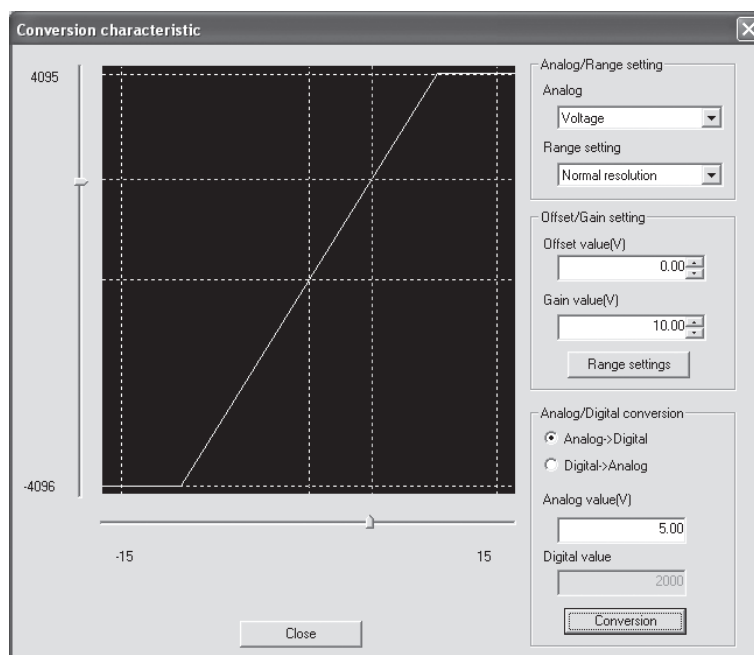 Conversion characteristic
4095
-4096
-15
15
Close
Analog/Range setting
Analog
Voltage
Range setting
Normal resolution
Offset/Gain setting
Offset value(V)
0.00
Gain value(V)
10.00
Range settings
Analog/Digital conversion
Analog->Digital
Digital->Analog
Analog value(V)
5.00
Digital value
2000
Conversion